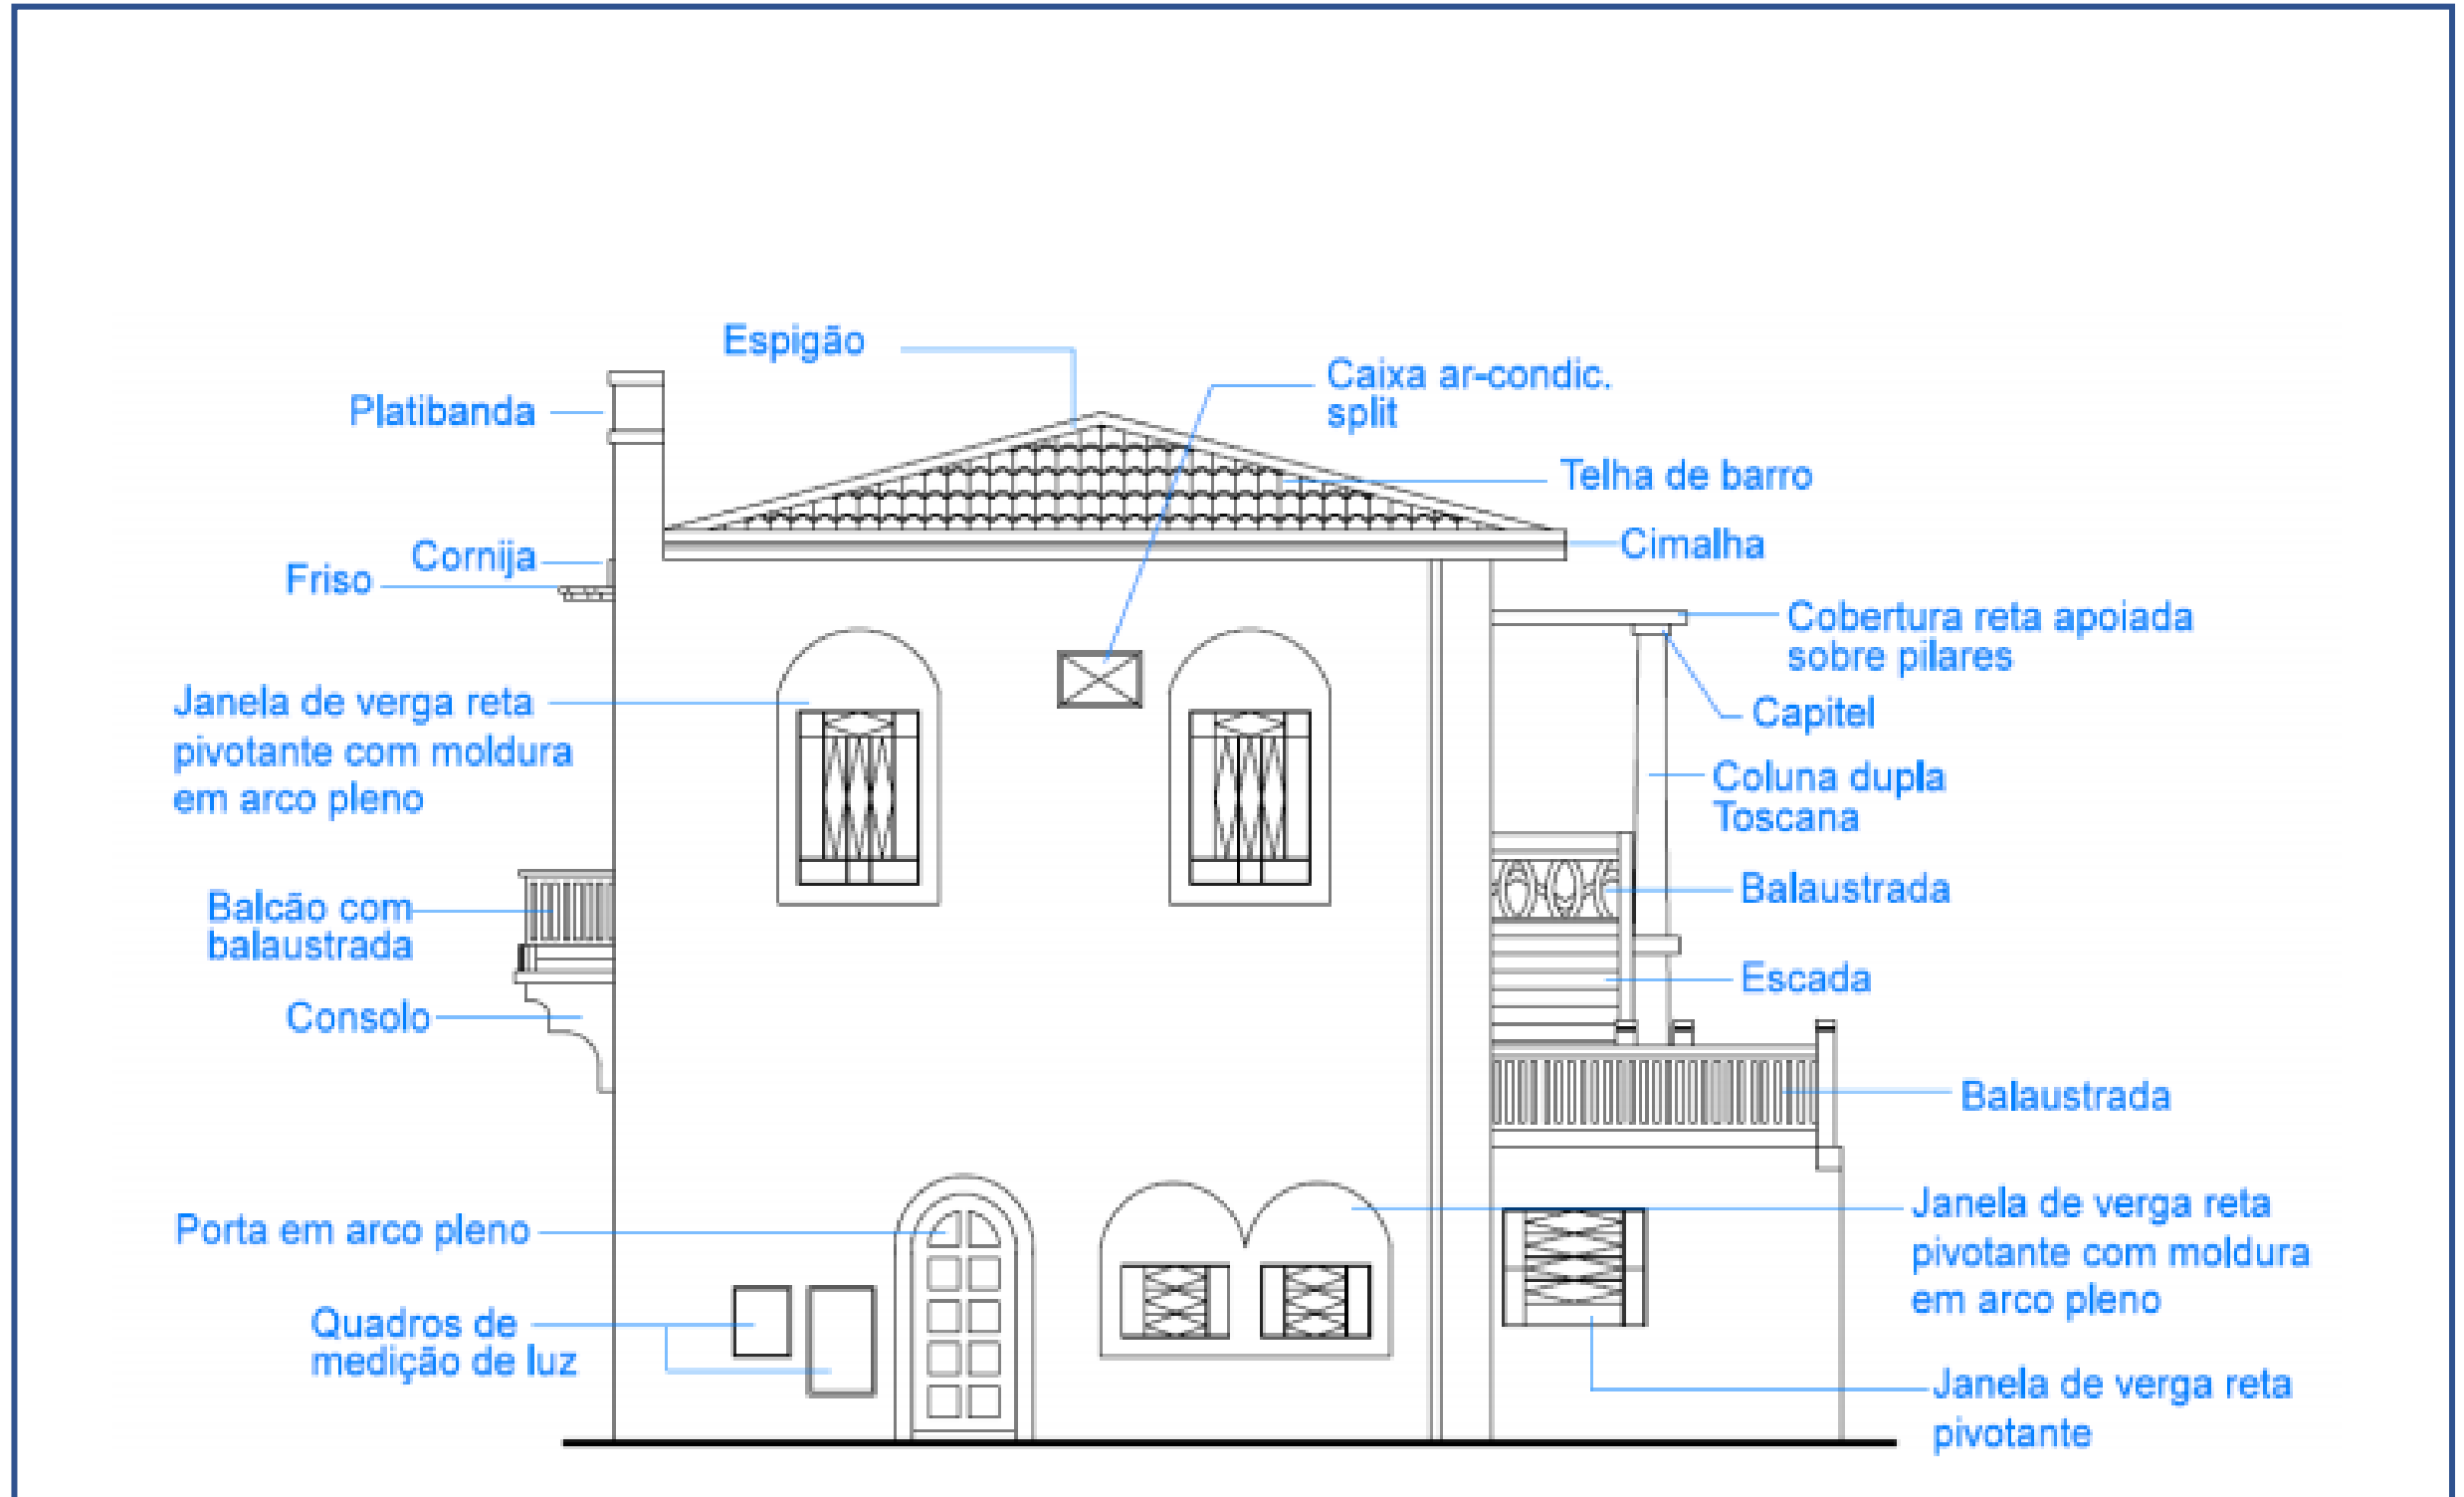 Espigão
Caixa ar-condic.
split
Platibanda
Telha de barro
Cimalha
Cornija
Friso
Cobertura reta apoiada
sobre pilares
Janela de verga reta
pivotante com moldura
em arco pleno
Capitel
Coluna dupla
Toscana
Balaustrada
Balcão com
balaustrada
Escada
Consolo
Balaustrada
Porta em arco pleno
Janela de verga reta
pivotante com moldura
em arco pleno
Quadros de
medição de luz
Janela de verga reta
pivotante